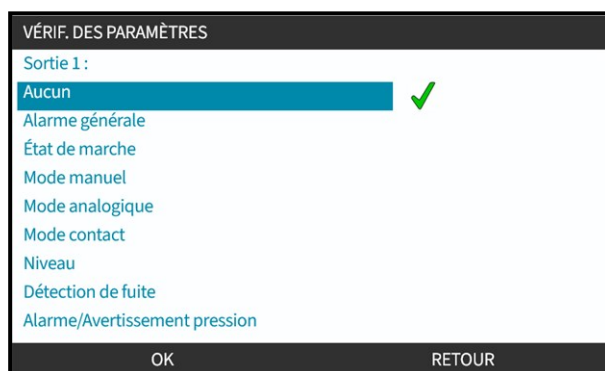 VÉRIF. DES PARAMÈTRES
Sortie 1 :
Aucun
Alarme générale
État de marche
Mode manuel
Mode analogique
Mode contact
Niveau
Détection de fuite
Alarme/Avertissement pression
OK RETOUR